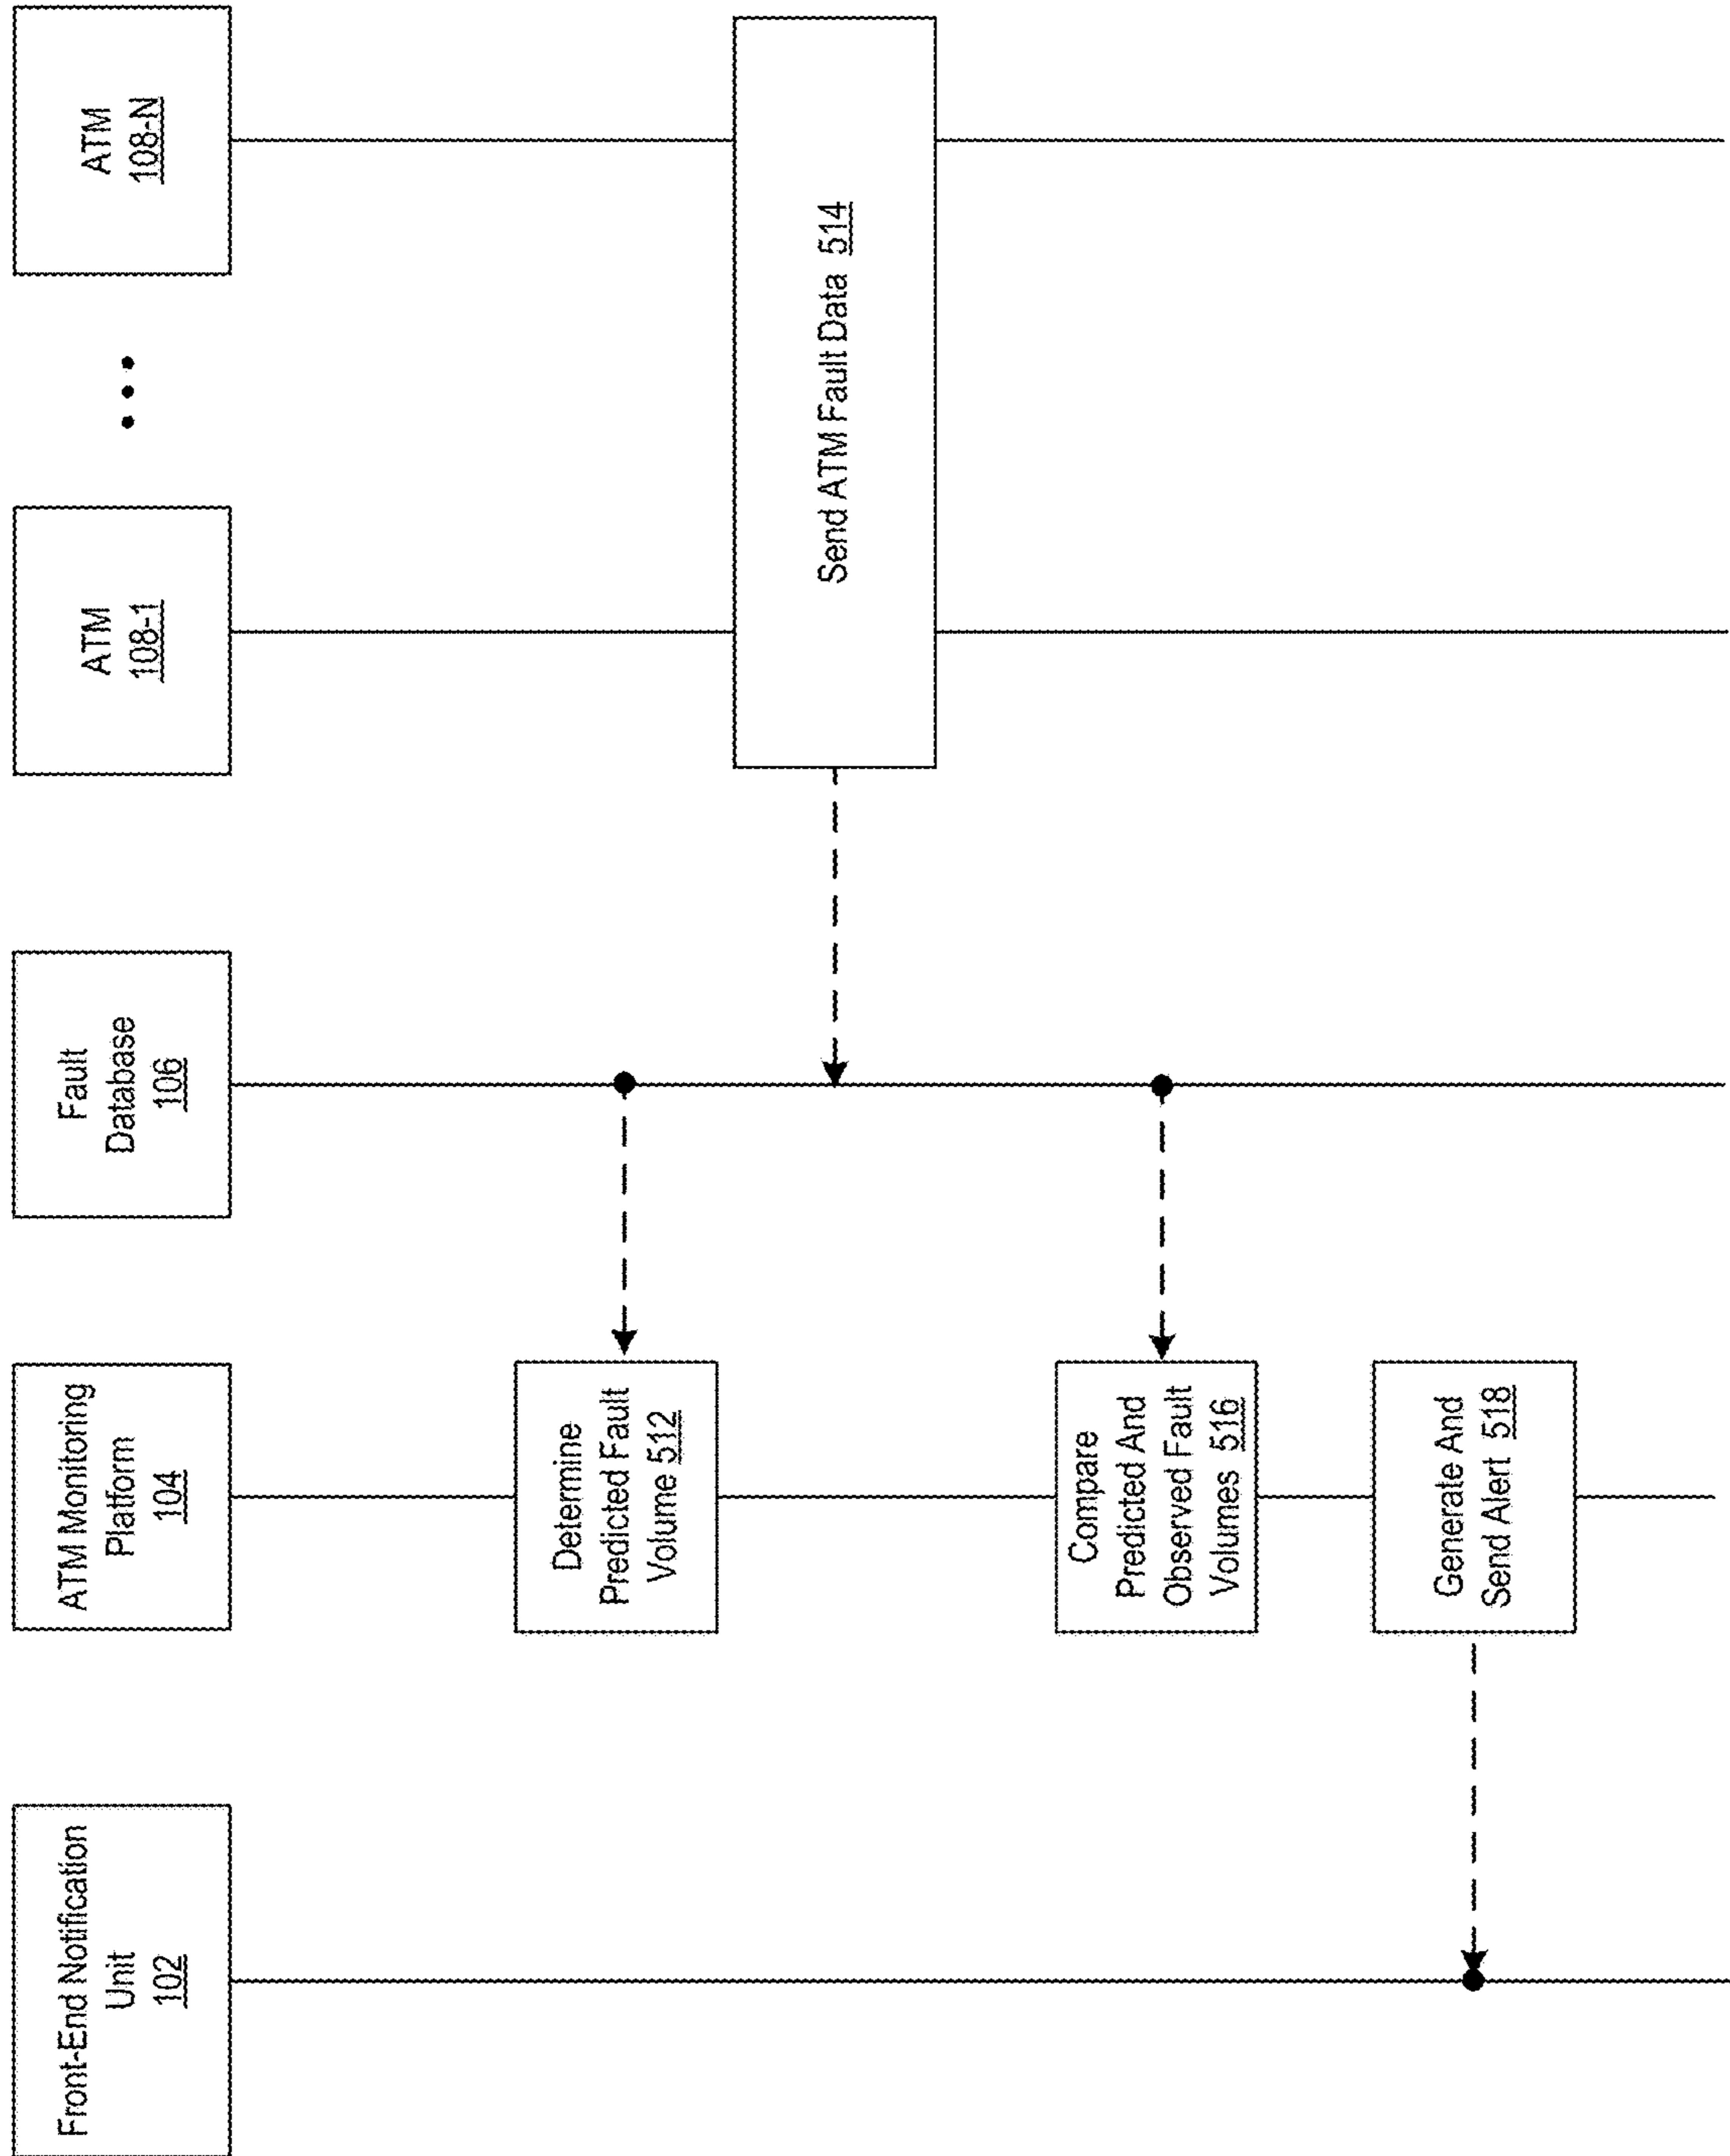 Front-End Notification
Unit
102
ATM Monitoring
Platform
104
Fault
Database
106
ATM
108-1
ATM
108-N
Determine
Predicted Fault
Volume 512
Send ATM Fault Data 514
Compare
Predicted And
Observed Fault
Volumes 516
Generate And
Send Alert 518